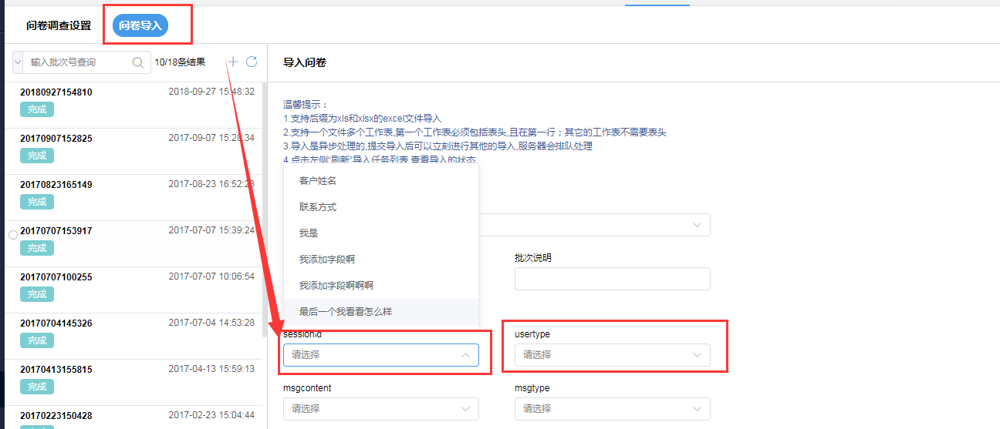 问卷调查设置 问卷导入
输入批次号查询 10/18条结果
20180927154810 2018-09-27 15:48:32
完成
20170907152825 2017-09-07 15:28:34
完成
20170823165149 2017-08-23 16:52:23
完成
20170707153917 2017-07-07 15:39:24
完成
20170707100255 2017-07-07 10:06:54
完成
20170704145326 2017-07-04 14:53:28
完成
20170413155815 2017-04-13 15:59:13
完成
20170223150428 2017-02-23 15:04:44
导入问卷
温馨提示：
1.支持后缀为xls和xlsx的excel文件导入
2.支持一个文件多个工作表,第一个工作表必须包括表头,且在第一行；其它的工作表不需要表头
3.导入是异步处理的,提交导入后可以立刻进行其他的导入,服务器会排队处理
4.点击左侧“刷新”导入任务列表,查看导入的状态
客户姓名
联系方式
我是
我添加字段啊
我添加字段啊啊啊
最后一个我看看怎么样
批次说明
sessionid usertype
请选择 请选择
msgcontent msgtype
请选择 请选择